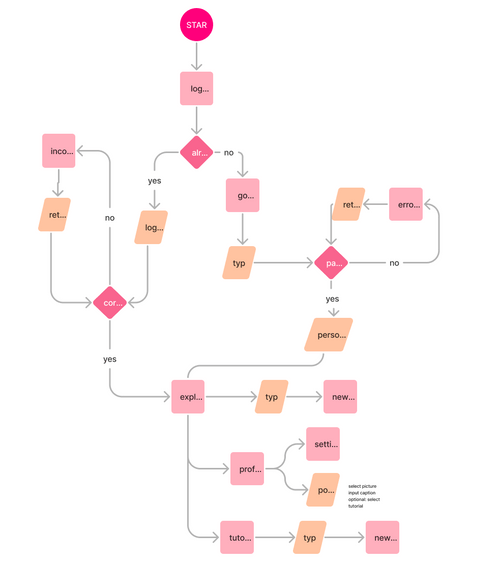 STAR
log...
air...
no
yes
inco...
go...
ret...
log...
no
ret...
erro...
typ
pa...
no
cor...
yes
perso...
yes
expl...
typ
new...
setti...
prof...
po...
select picture
input caption
optional: select
tutorial
tuto...
typ
new...